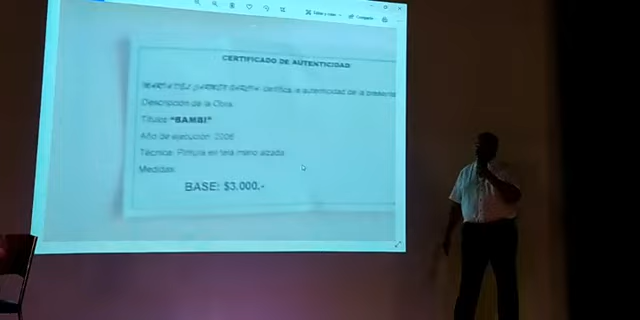 CERTIFICADO DE AUTENTICIDAD
certifica la autenticidad de la presente
Descripción de la Obra:
Titulo: "BAMBI"
Año de ejecución: 2006
Técnica: Pintura en tela mano alzada
Medidas:
BASE: $3.000.-